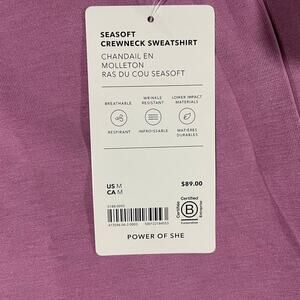 SEASOFT
CREWNECK SWEATSHIRT
CHANDAIL EN
MOLLETON
RAS DU COU SEASOFT
BREATHABLE
WRINKLE
RESISTANT
LOWER IMPACT
MATERIALS
RESPIRANT
INFROISSABLE
MATIÈRES
DURABLES
US M
CA M
$89.00
Certified
B
Corporation
POWER OF SHE